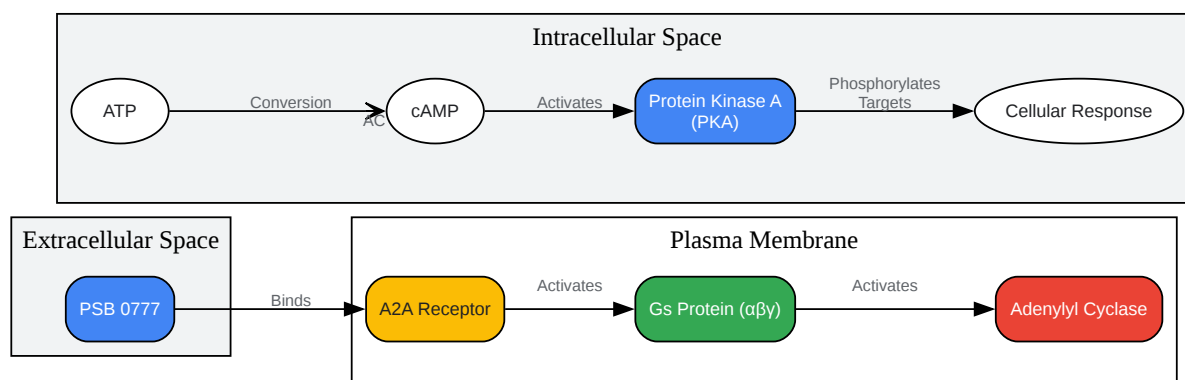 Intracellular Space
ATP
Conversion
AC
cAMP
Activates
Protein Kinase A
(PKA)
Phosphorylates
Targets
Cellular Response
Extracellular Space
PSB 0777
Binds
Plasma Membrane
A2A Receptor
Activates
Gs Protein (αβγ)
Activates
Adenylyl Cyclase